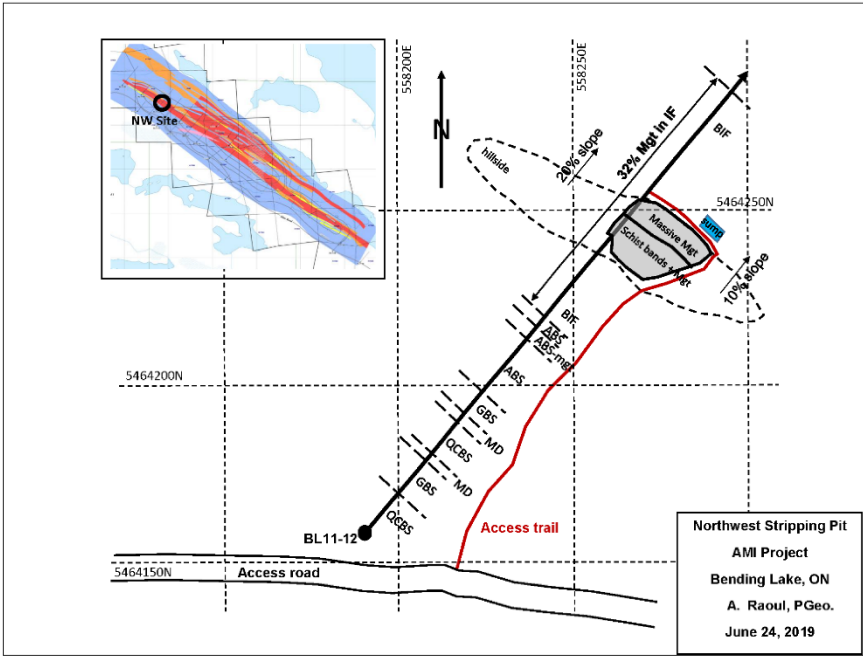 NW Site
558200E
558250E
N
hillside
20% slope
32% Mgt in IF
BIF
5464250N
Massive Mgt
sump
Schist bands + Mgt
10% slope
BIF
ABS
ABS-mgt
ABS
5464200N
GBS
MD
QCBS
MD
GBS
QCBS
BL11-12
Access trail
5464150N
Access road
Northwest Stripping Pit
AMI Project
Bending Lake, ON
A. Raoul, PGeo.
June 24, 2019